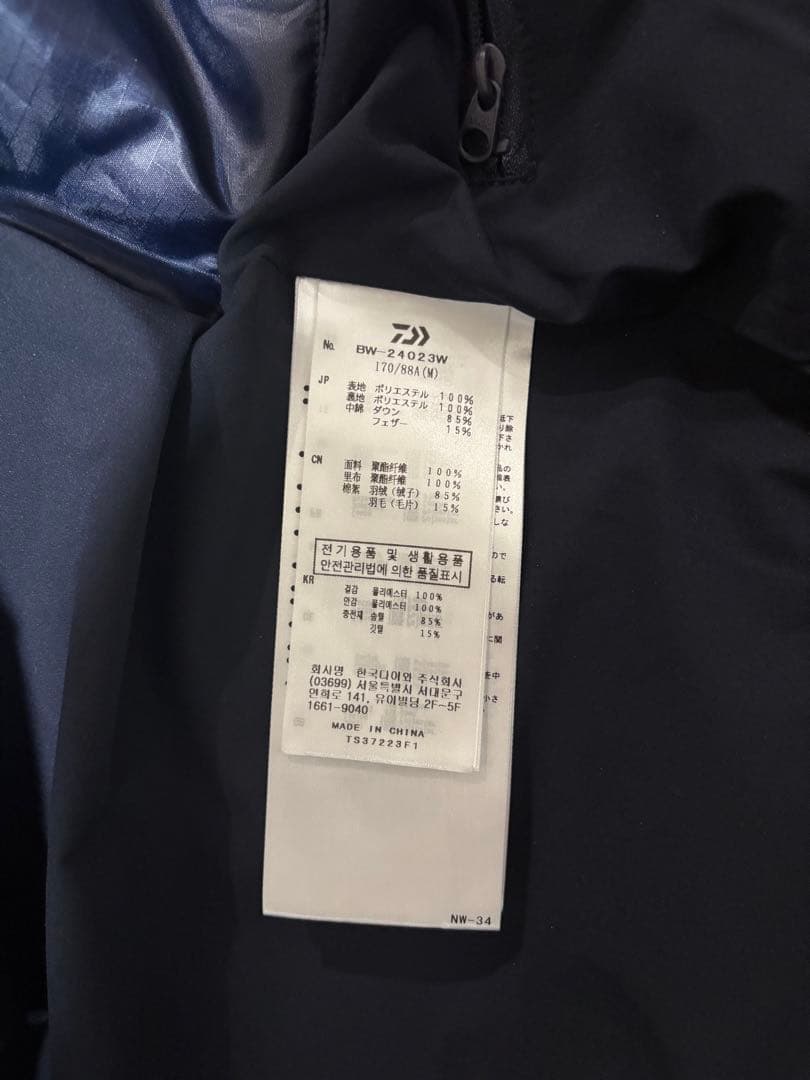 No. BW-24023W
170/88A(M)
JP
表地 ポリエステル 100%
裏地 ポリエステル 100%
中綿 ダウン 85%
フェザー 15%
CN
面料 聚酯纤维 100%
里布 聚酯纤维 100%
棉絮 羽绒(绒子) 85%
羽毛(毛片) 15%
전기용품 및 생활용품
안전관리법에 의한 품질표시
KR
겉감 폴리에스터 100%
안감 폴리에스터 100%
충전재 솜털 85%
깃털 15%
회사명 한국다이와 주식회사
(03699) 서울특별시 서대문구
연희로 141, 유이빌딩 2F~5F
1661-9040
MADE IN CHINA
TS37223F1
NW-34